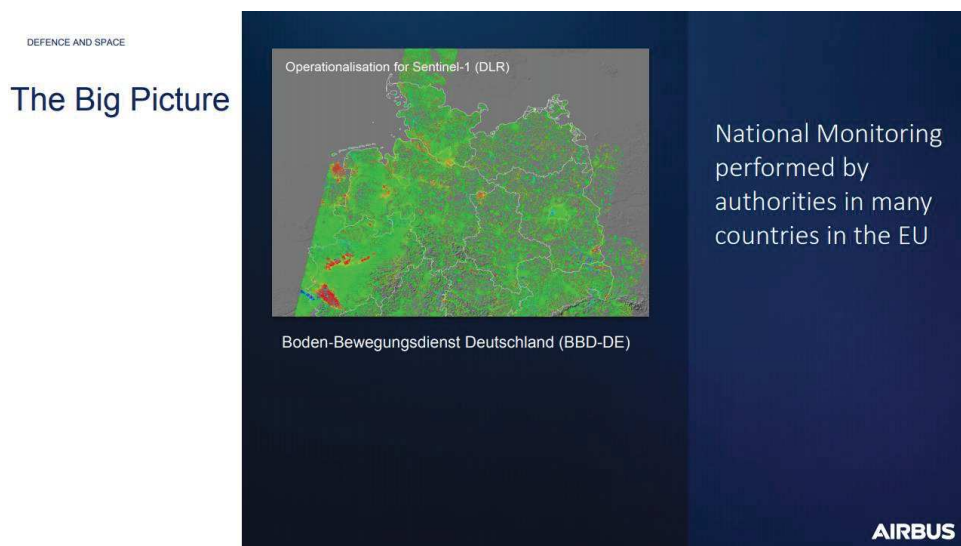 DEFENCE AND SPACE
The Big Picture
Operationalisation for Sentinel-1 (DLR)
Boden-Bewegungsdienst Deutschland (BBD-DE)
National Monitoring
performed by
authorities in many
countries in the EU
AIRBUS